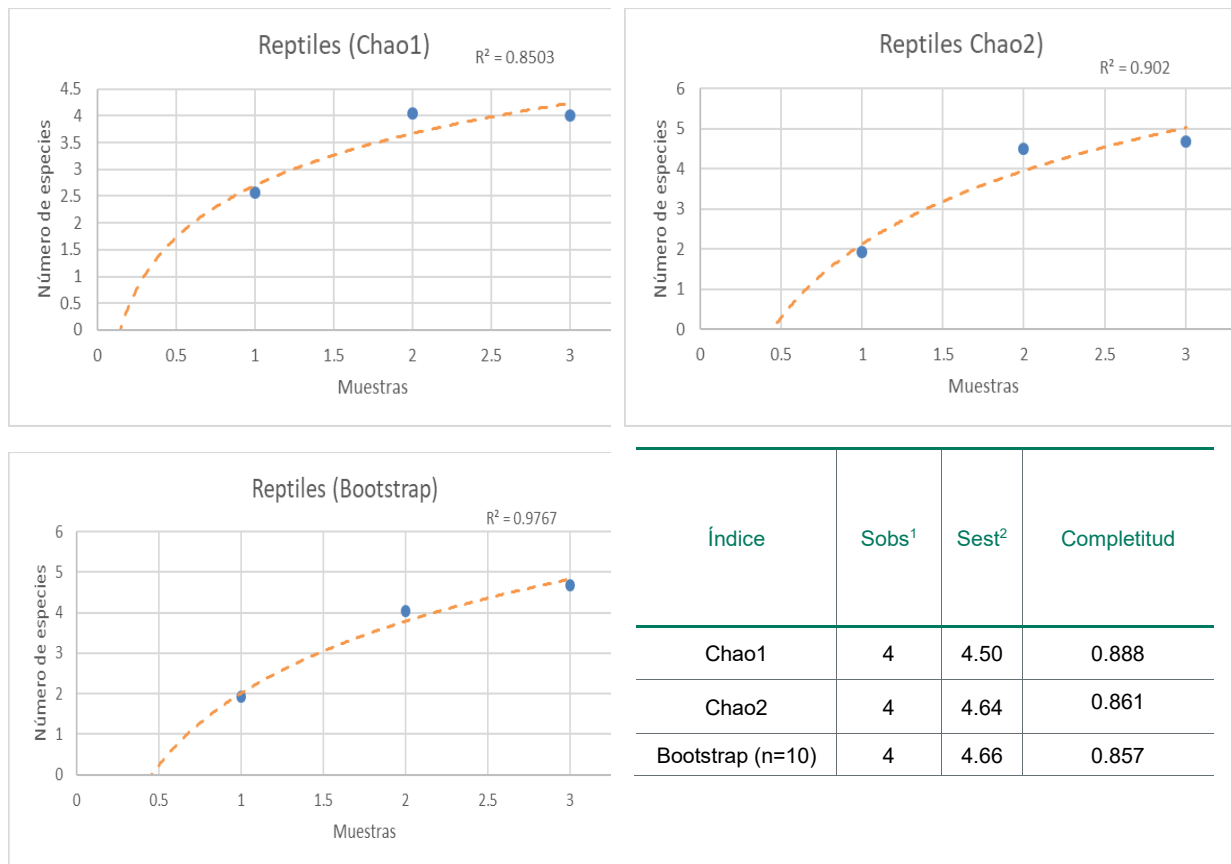 Reptiles (Chao1)
R² = 0.8503
Número de especies
4.5
4
3.5
3
2.5
2
1.5
1
0.5
0
0 0.5 1 1.5 2 2.5 3
Muestras
Reptiles Chao2)
R² = 0.902
Número de especies
6
5
4
3
2
1
0
0 0.5 1 1.5 2 2.5 3
Muestras
Reptiles (Bootstrap)
R² = 0.9767
Número de especies
6
5
4
3
2
1
0
0 0.5 1 1.5 2 2.5 3
Muestras
Índice Sobs¹ Sest² Completitud
Chao1 4 4.50 0.888
Chao2 4 4.64 0.861
Bootstrap (n=10) 4 4.66 0.857